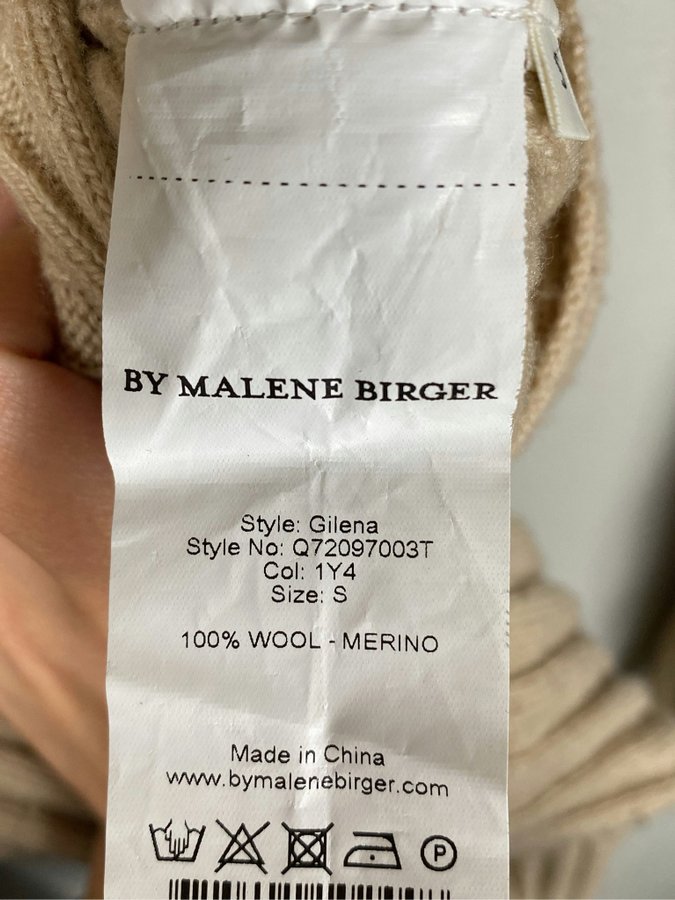 BY MALENE BIRGER
Style: Gilena
Style No: Q72097003T
Col: 1Y4
Size: S
100% WOOL - MERINO
Made in China
www.bymalenebirger.com
P